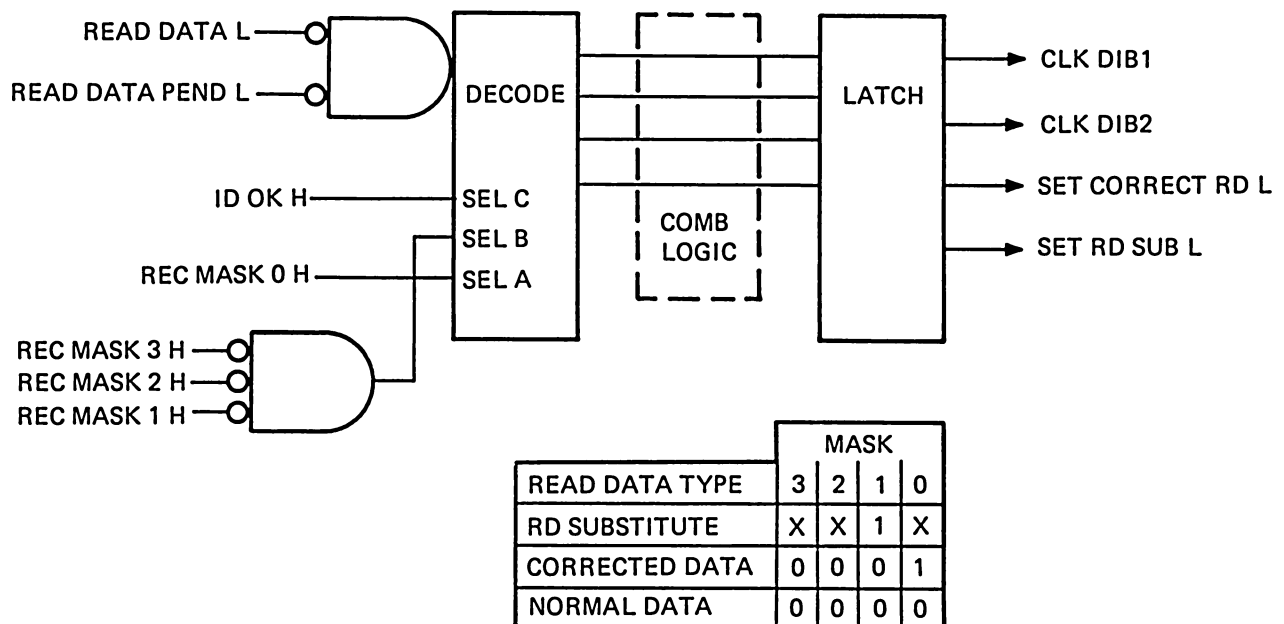 READ DATA L
READ DATA PEND L
DECODE
ID OK H
SEL C
SEL B
REC MASK 0 H
SEL A
REC MASK 3 H
REC MASK 2 H
REC MASK 1 H
COMB
LOGIC
LATCH
CLK DIB1
CLK DIB2
SET CORRECT RD L
SET RD SUB L
MASK
READ DATA TYPE 3 2 1 0
RD SUBSTITUTE X X 1 X
CORRECTED DATA 0 0 0 1
NORMAL DATA 0 0 0 0